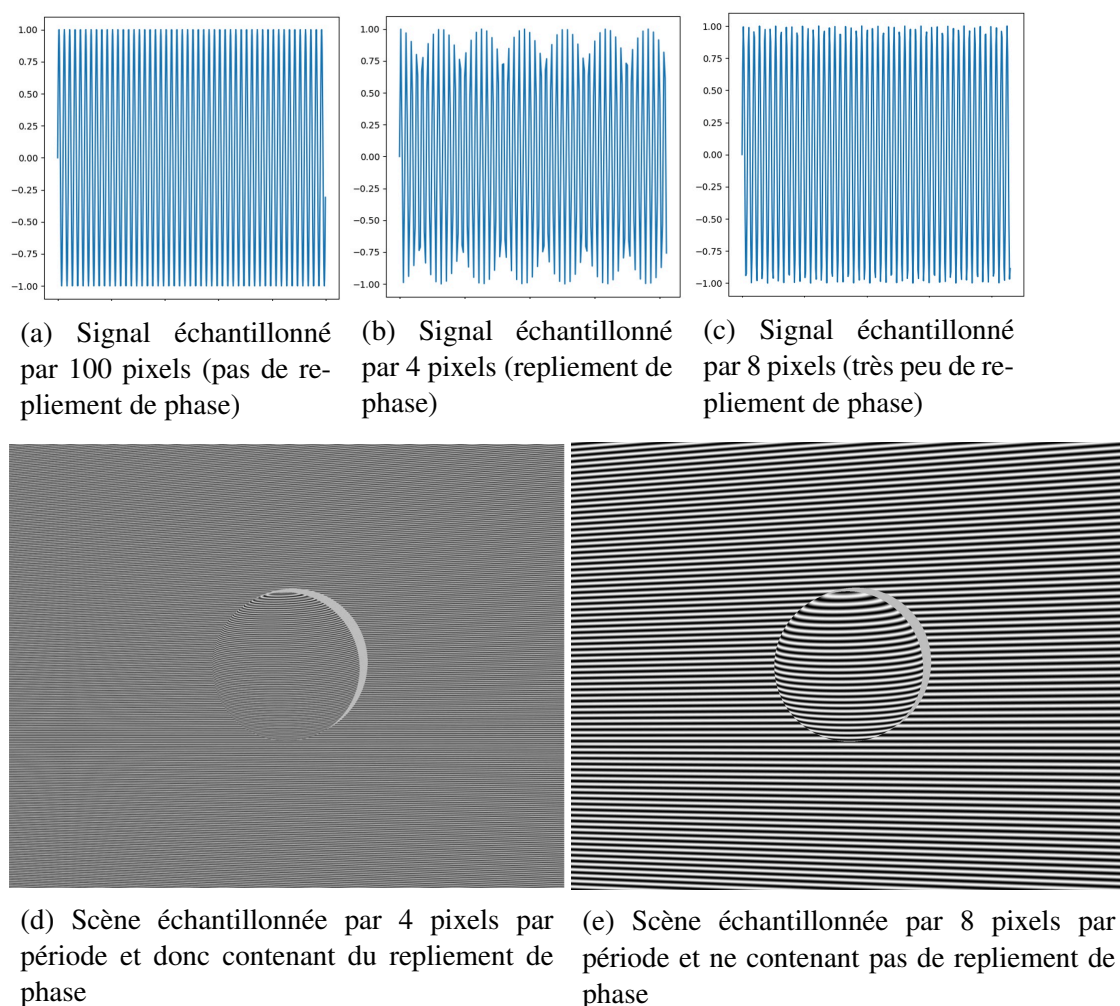 1.00
0.75
0.50
0.25
0.00
−0.25
−0.50
−0.75
−1.00
1.00
0.75
0.50
0.25
0.00
−0.25
−0.50
−0.75
−1.00
1.00
0.75
0.50
0.25
0.00
−0.25
−0.50
−0.75
−1.00
(a) Signal échantillonné
par 100 pixels (pas de re-
pliement de phase)
(b) Signal échantillonné
par 4 pixels (repliement de
phase)
(c) Signal échantillonné
par 8 pixels (très peu de re-
pliement de phase)
(d) Scène échantillonnée par 4 pixels par
période et donc contenant du repliement de
phase
(e) Scène échantillonnée par 8 pixels par
période et ne contenant pas de repliement de
phase